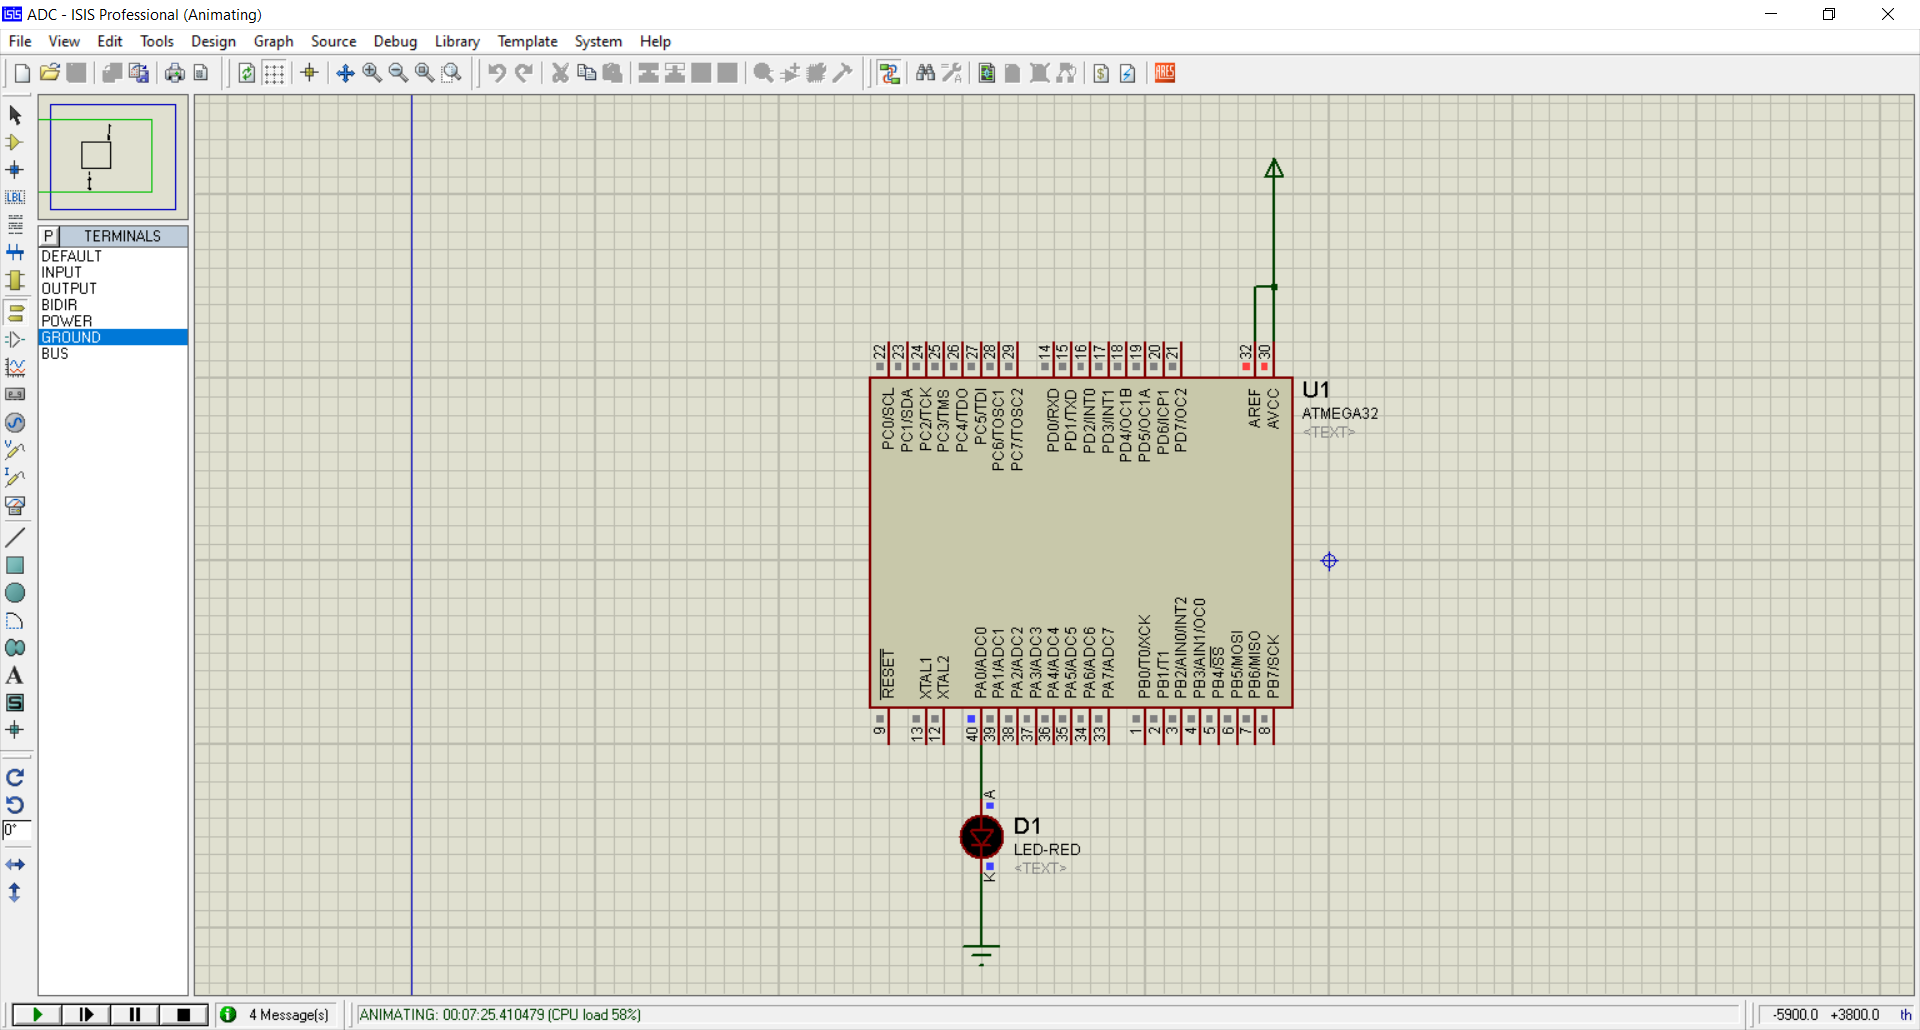 ISIS ADC - ISIS Professional (Animating)
File View Edit Tools Design Graph Source Debug Library Template System Help
ARES
LBL
P TERMINALS
DEFAULT
INPUT
OUTPUT
BIDIR
POWER
GROUND
BUS
V
I
A
S
0°
22 23 24 25 26 27 28 29 14 15 16 17 18 19 20 21 32 30
PC0/SCL
PC1/SDA
PC2/TCK
PC3/TMS
PC4/TDO
PC5/TDI
PC6/TOSC1
PC7/TOSC2
PD0/RXD
PD1/TXD
PD2/INT0
PD3/INT1
PD4/OC1B
PD5/OC1A
PD6/ICP1
PD7/OC2
AREF
AVCC
U1
ATMEGA32
<TEXT>
RESET
XTAL1
XTAL2
PA0/ADC0
PA1/ADC1
PA2/ADC2
PA3/ADC3
PA4/ADC4
PA5/ADC5
PA6/ADC6
PA7/ADC7
PB0/T0/XCK
PB1/T1
PB2/AIN0/INT2
PB3/AIN1/OC0
PB4/SS
PB5/MOSI
PB6/MISO
PB7/SCK
9 13 12 40 39 38 37 36 35 34 33 1 2 3 4 5 6 7 8
A
D1
LED-RED
<TEXT>
K
4 Message(s) ANIMATING: 00:07:25.410479 (CPU load 58%) -5900.0 +3800.0 th